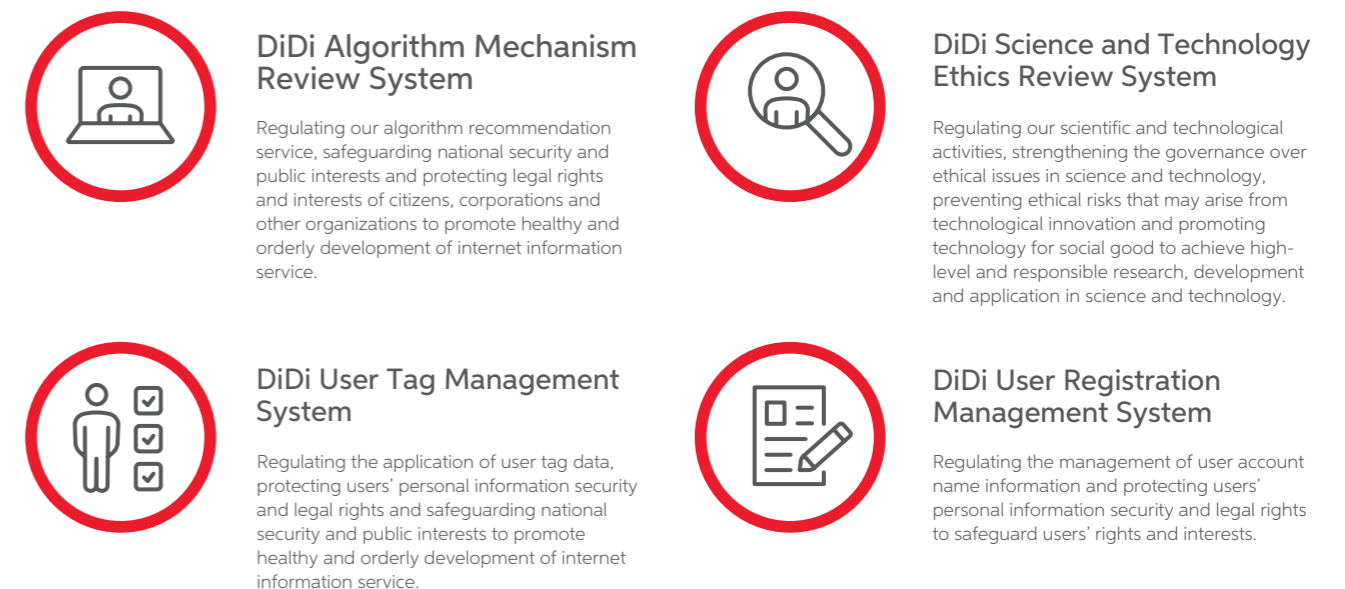 DiDi Algorithm Mechanism
Review System
Regulating our algorithm recommendation
service, safeguarding national security and
public interests and protecting legal rights
and interests of citizens, corporations and
other organizations to promote healthy and
orderly development of internet information
service.
DiDi Science and Technology
Ethics Review System
Regulating our scientific and technological
activities, strengthening the governance over
ethical issues in science and technology,
preventing ethical risks that may arise from
technological innovation and promoting
technology for social good to achieve high-
level and responsible research, development
and application in science and technology.
DiDi User Tag Management
System
Regulating the application of user tag data,
protecting users’ personal information security
and legal rights and safeguarding national
security and public interests to promote
healthy and orderly development of internet
information service.
DiDi User Registration
Management System
Regulating the management of user account
name information and protecting users’
personal information security and legal rights
to safeguard users’ rights and interests.